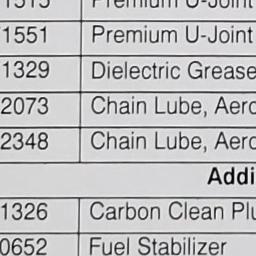 1515 Premium U-Joint
1551 Premium U-Joint
1329 Dielectric Grease
2073 Chain Lube, Aero
2348 Chain Lube, Aero
Addi
1326 Carbon Clean Plu
0652 Fuel Stabilizer